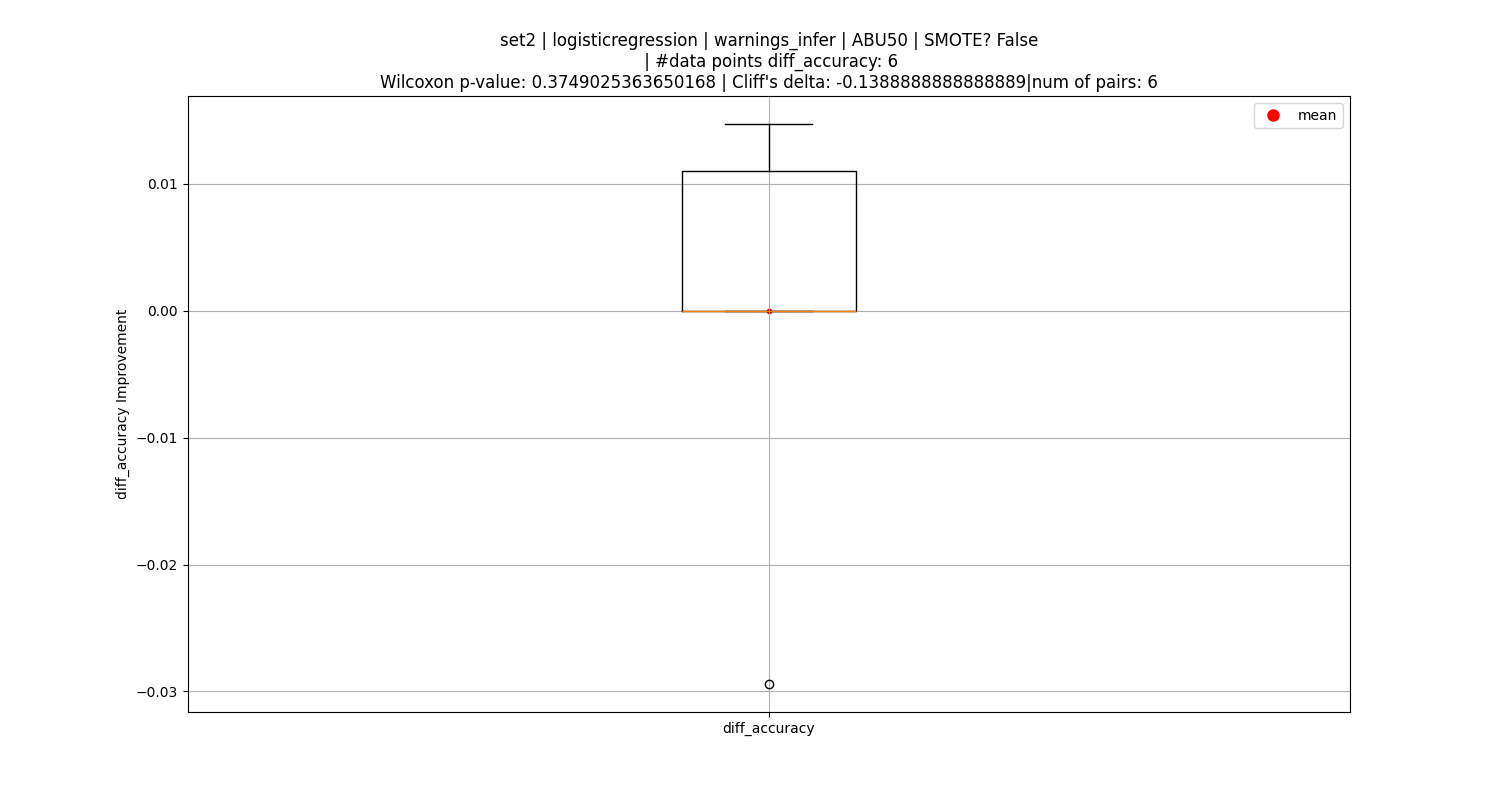 set2 | logisticregression | warnings_infer | ABU50 | SMOTE? False
| #data points diff_accuracy: 6
Wilcoxon p-value: 0.3749025363650168 | Cliff's delta: -0.1388888888888889|num of pairs: 6
mean
0.01
0.00
−0.01
−0.02
−0.03
diff_accuracy Improvement
diff_accuracy